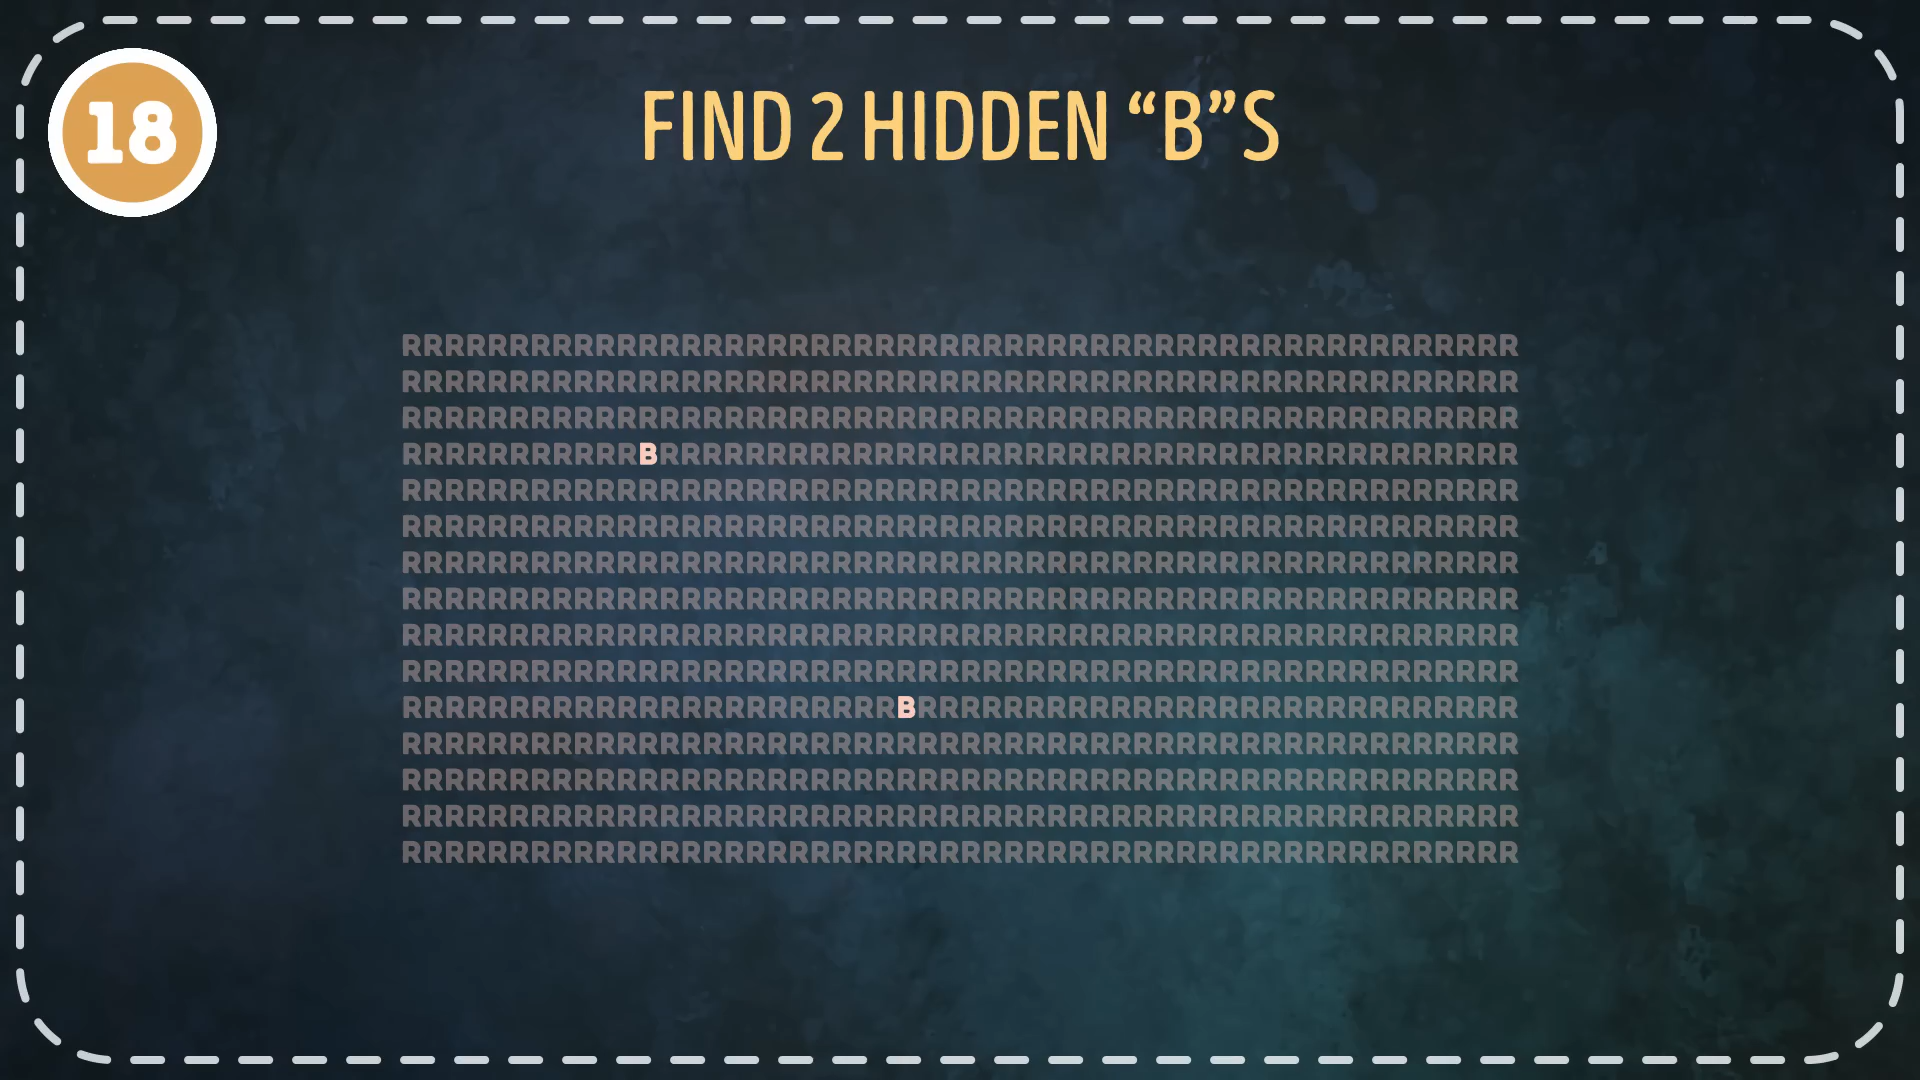 18
FIND 2 HIDDEN “B”S
RRRRRRRRRRRRRRRRRRRRRRRRRRRRRRRRRRRRRRRRRRRRRRRRRRRR
RRRRRRRRRRRRRRRRRRRRRRRRRRRRRRRRRRRRRRRRRRRRRRRRRRRR
RRRRRRRRRRRRRRRRRRRRRRRRRRRRRRRRRRRRRRRRRRRRRRRRRRRR
RRRRRRRRRRRBRRRRRRRRRRRRRRRRRRRRRRRRRRRRRRRRRRRRRRRR
RRRRRRRRRRRRRRRRRRRRRRRRRRRRRRRRRRRRRRRRRRRRRRRRRRRR
RRRRRRRRRRRRRRRRRRRRRRRRRRRRRRRRRRRRRRRRRRRRRRRRRRRR
RRRRRRRRRRRRRRRRRRRRRRRRRRRRRRRRRRRRRRRRRRRRRRRRRRRR
RRRRRRRRRRRRRRRRRRRRRRRRRRRRRRRRRRRRRRRRRRRRRRRRRRRR
RRRRRRRRRRRRRRRRRRRRRRRRRRRRRRRRRRRRRRRRRRRRRRRRRRRR
RRRRRRRRRRRRRRRRRRRRRRRRRRRRRRRRRRRRRRRRRRRRRRRRRRRR
RRRRRRRRRRRRRRRRRRRRRRRBRRRRRRRRRRRRRRRRRRRRRRRRRRRR
RRRRRRRRRRRRRRRRRRRRRRRRRRRRRRRRRRRRRRRRRRRRRRRRRRRR
RRRRRRRRRRRRRRRRRRRRRRRRRRRRRRRRRRRRRRRRRRRRRRRRRRRR
RRRRRRRRRRRRRRRRRRRRRRRRRRRRRRRRRRRRRRRRRRRRRRRRRRRR
RRRRRRRRRRRRRRRRRRRRRRRRRRRRRRRRRRRRRRRRRRRRRRRRRRRR